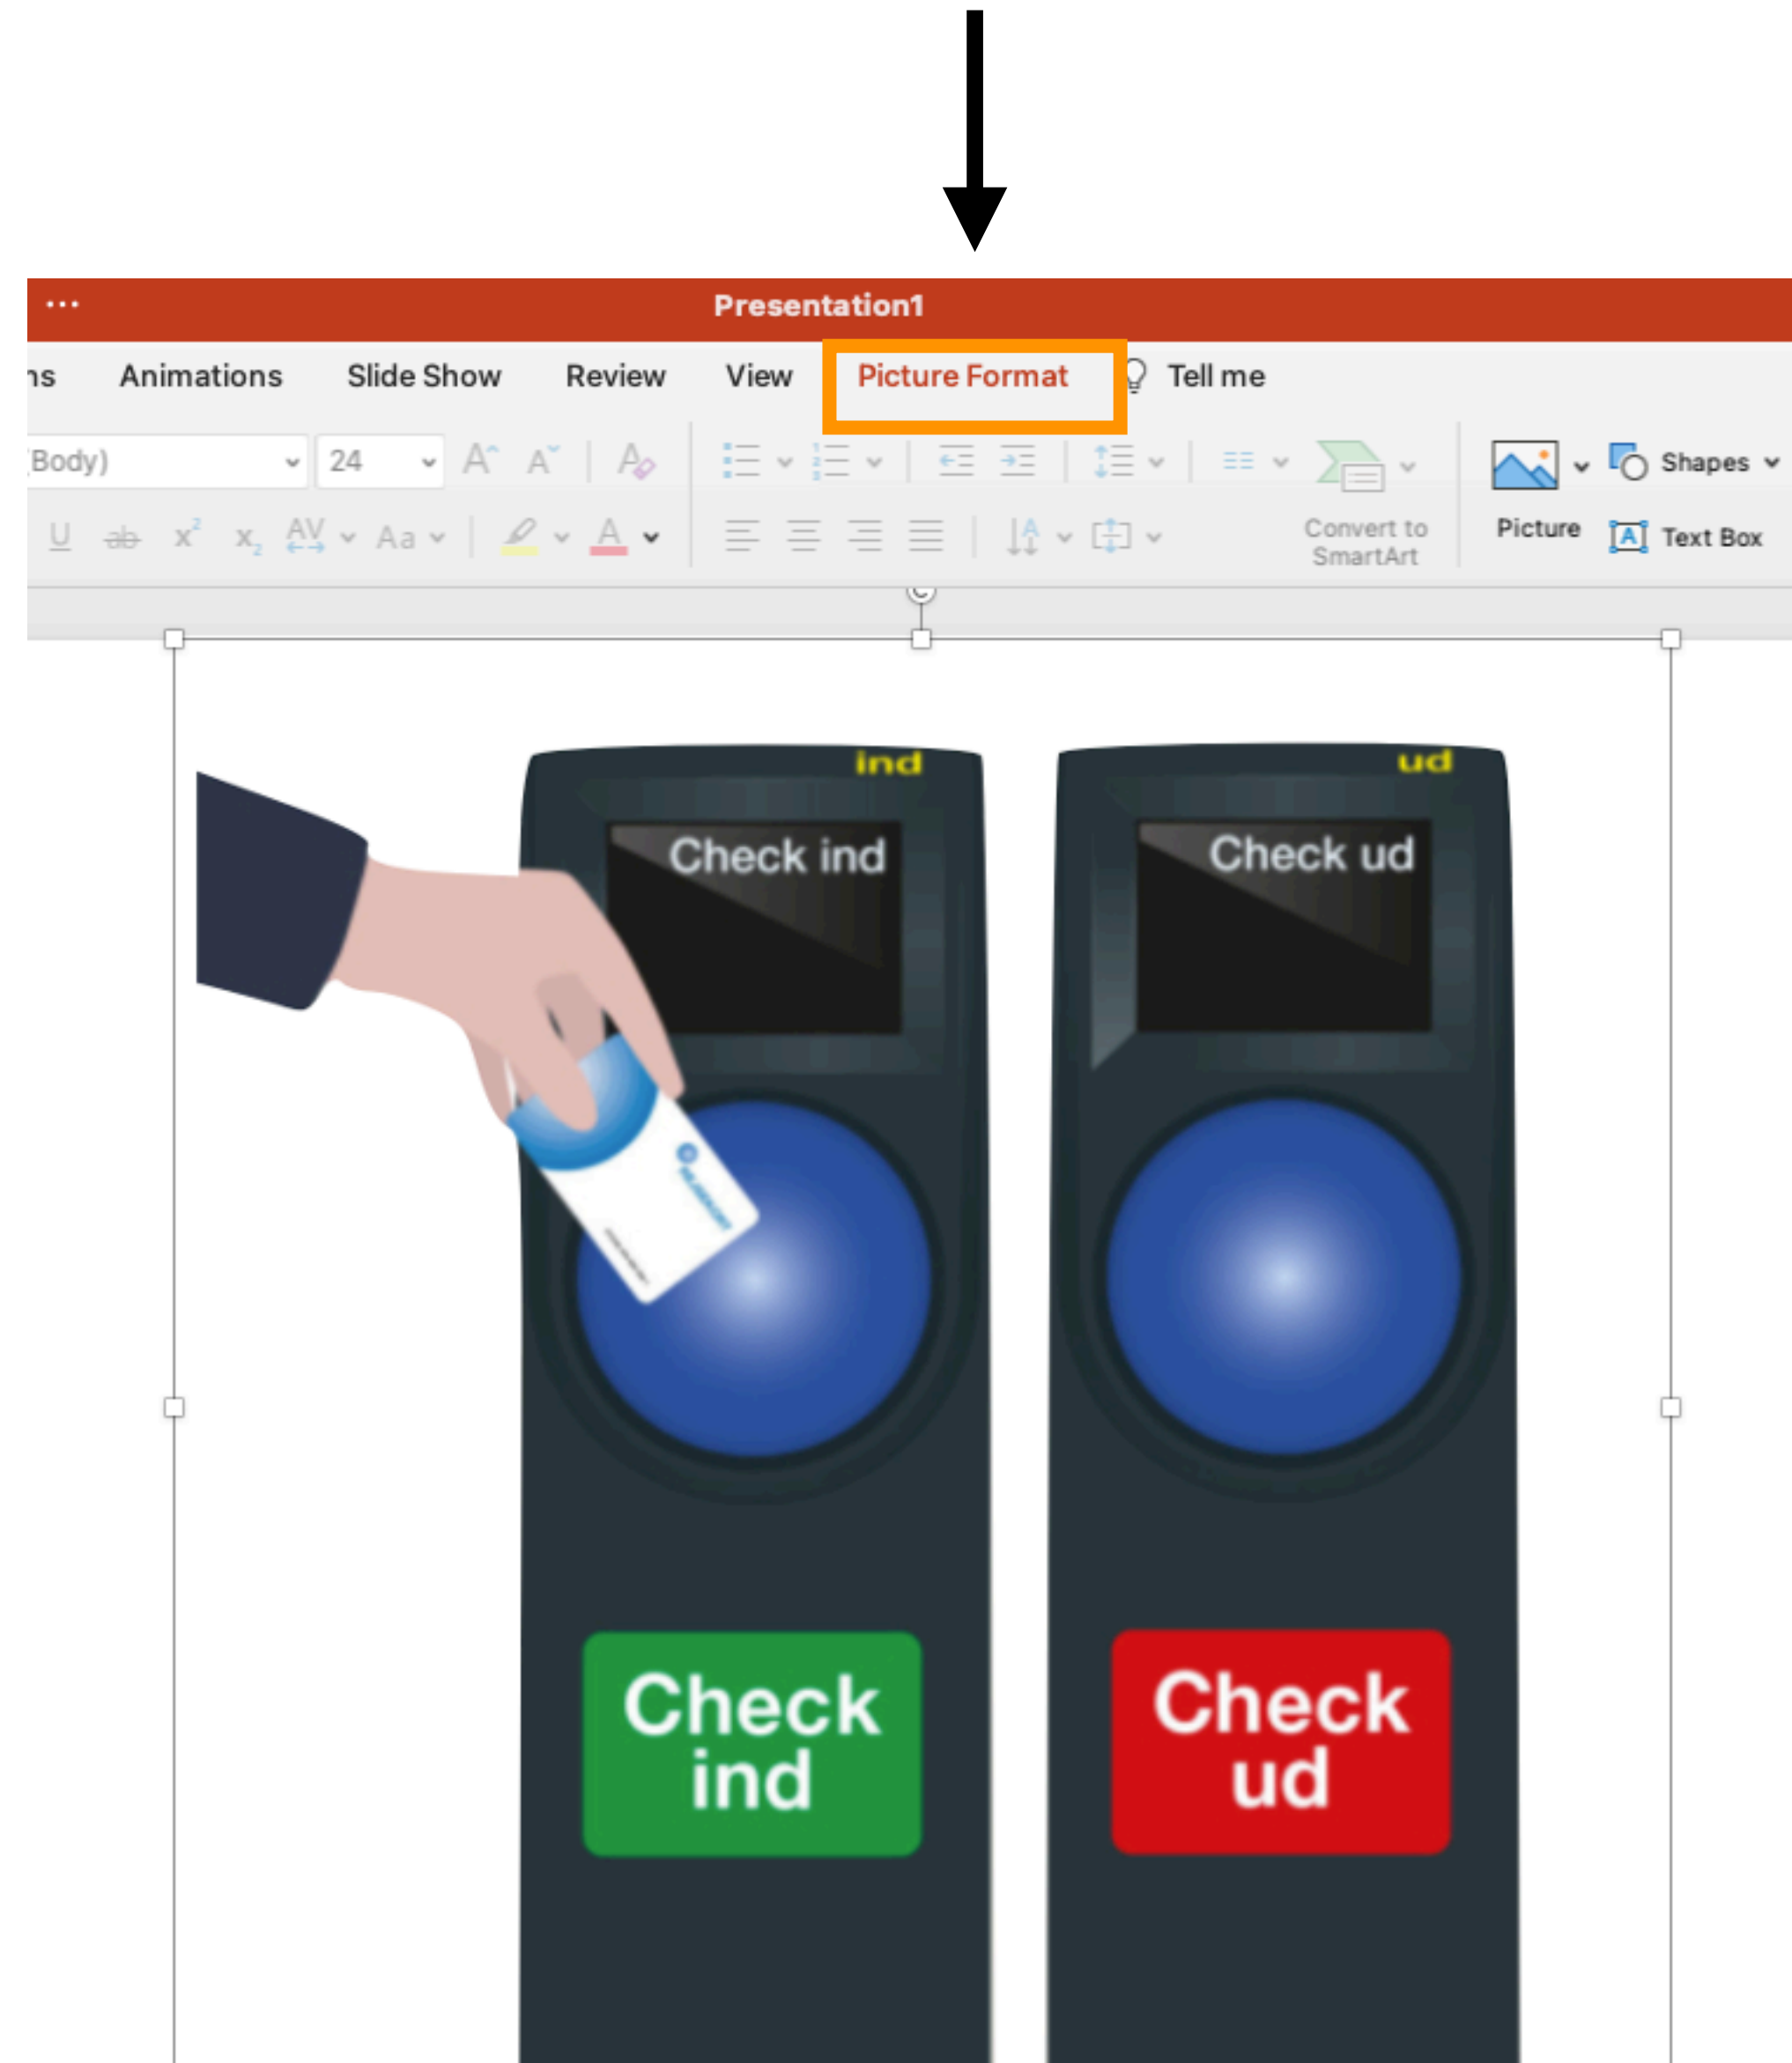 Presentation1
ns Animations Slide Show Review View Picture Format Tell me
(Body) 24 Shapes
Picture Text Box
Convert to
SmartArt
ind
ud
Check ind
Check ud
Check
ind
Check
ud